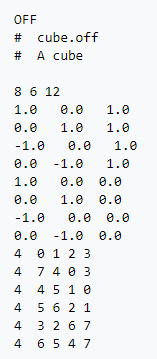 OFF
#  cube.off
#  A cube

8 6 12
1.0   0.0   1.0
0.0   1.0   1.0
-1.0   0.0   1.0
0.0  -1.0   1.0
1.0   0.0  0.0
0.0   1.0  0.0
-1.0   0.0  0.0
0.0  -1.0  0.0
4  0 1 2 3
4  7 4 0 3
4  4 5 1 0
4  5 6 2 1
4  3 2 6 7
4  6 5 4 7